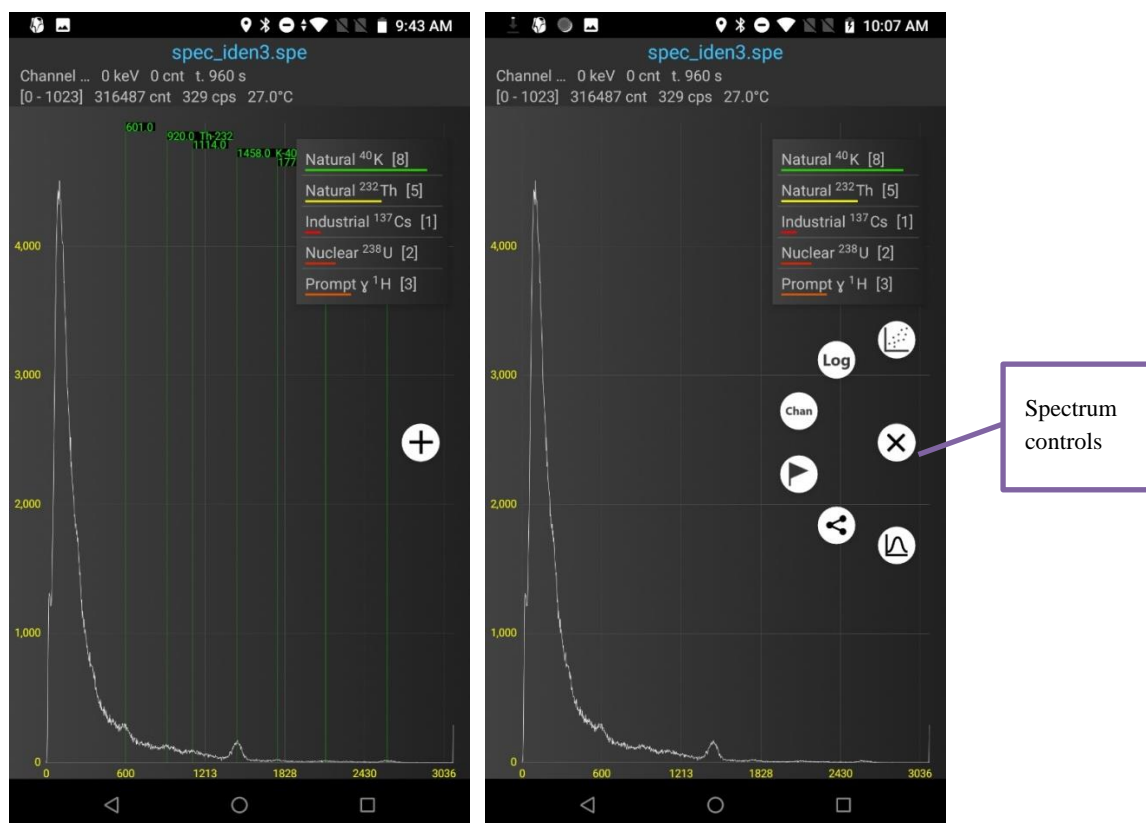 9:43 AM
spec_iden3.spe
Channel ... 0 keV 0 cnt t. 960 s
[0 - 1023] 316487 cnt 329 cps 27.0°C
601.0
920.0 Th-232
1114.0
1458.0 K-40
177
Natural ⁴⁰K [8]
Natural ²³²Th [5]
Industrial ¹³⁷Cs [1]
Nuclear ²³⁸U [2]
Prompt γ ¹H [3]
4,000
3,000
2,000
1,000
0
0 600 1213 1828 2430 3036
10:07 AM
spec_iden3.spe
Channel ... 0 keV 0 cnt t. 960 s
[0 - 1023] 316487 cnt 329 cps 27.0°C
Natural ⁴⁰K [8]
Natural ²³²Th [5]
Industrial ¹³⁷Cs [1]
Nuclear ²³⁸U [2]
Prompt γ ¹H [3]
4,000
3,000
2,000
1,000
0
0 600 1213 1828 2430 3036
Log
Chan
Spectrum
controls